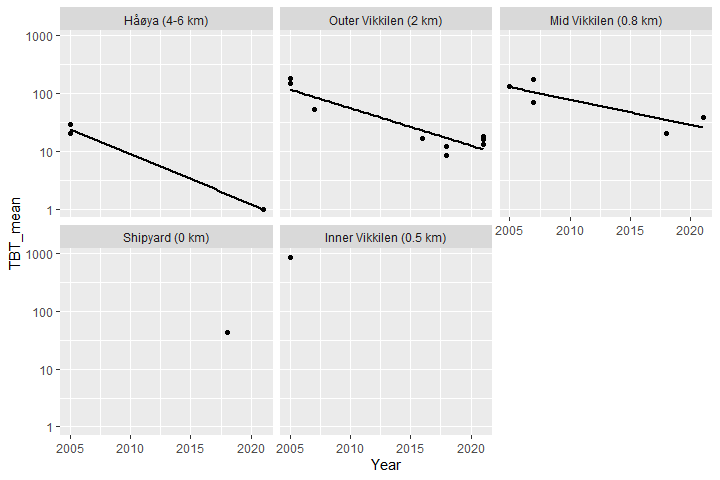 Håøya (4-6 km)
Outer Vikkilen (2 km)
Mid Vikkilen (0.8 km)
1000
100
10
1
2005
2010
2015
2020
Shipyard (0 km)
Inner Vikkilen (0.5 km)
1000
100
10
1
2005
2010
2015
2020
2005
2010
2015
2020
TBT_mean
Year